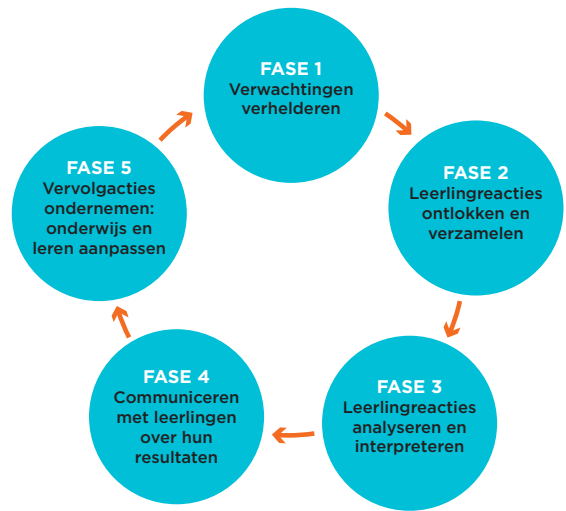 FASE 1
Verwachtingen
verhelderen
FASE 2
Leerlingreacties
ontlokken en
verzamelen
FASE 3
Leerlingreacties
analyseren en
interpreteren
FASE 4
Communiceren
met leerlingen
over hun
resultaten
FASE 5
Vervolgacties
ondernemen:
onderwijs en
leren aanpassen